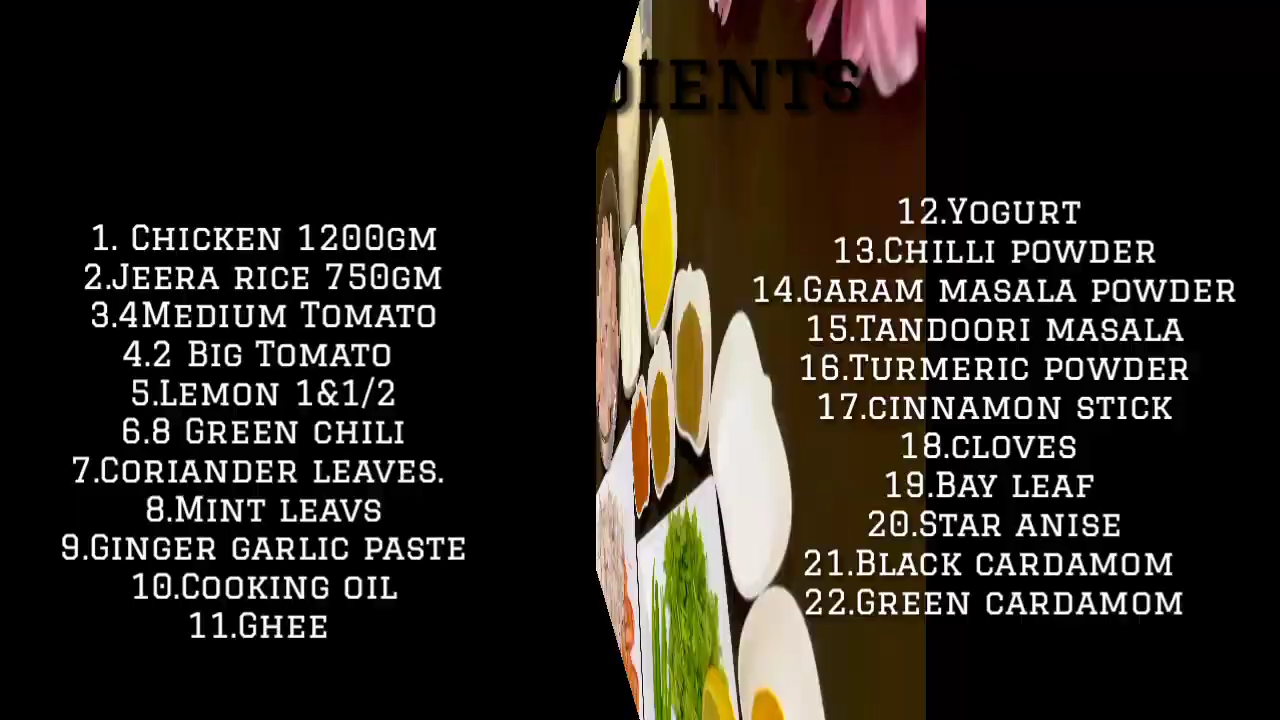 DIENTS
1. Chicken 1200gm
2.Jeera rice 750gm
3.4Medium Tomato
4.2 Big Tomato
5.Lemon 1&1/2
6.8 Green chili
7.Coriander leaves.
8.Mint leavs
9.Ginger garlic paste
10.Cooking oil
11.Ghee
12.Yogurt
13.Chilli powder
14.Garam masala powder
15.Tandoori masala
16.Turmeric powder
17.cinnamon stick
18.cloves
19.Bay leaf
20.Star anise
21.Black cardamom
22.Green cardamom